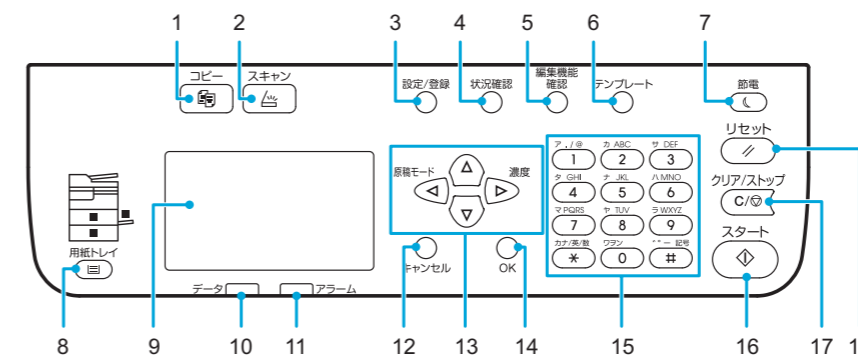 1 2 3 4 5 6 7
コピー スキャン 設定/登録 状況確認 編集機能 テンプレート 節電
確認
リセット
ア . / @ カ ABC サ DEF
1 2 3
原稿モード 濃度
タ GHI ナ JKL ハ MNO クリア/ストップ
4 5 6
C/
マ PQRS ヤ TUV ラ WXYZ
7 8 9
スタート
用紙トレイ
カナ/英/数 ワヲン ゛゜ー 記号
* 0 #
キャンセル OK
データ アラーム
8 9 10 11 12 13 14 15 16 17 1